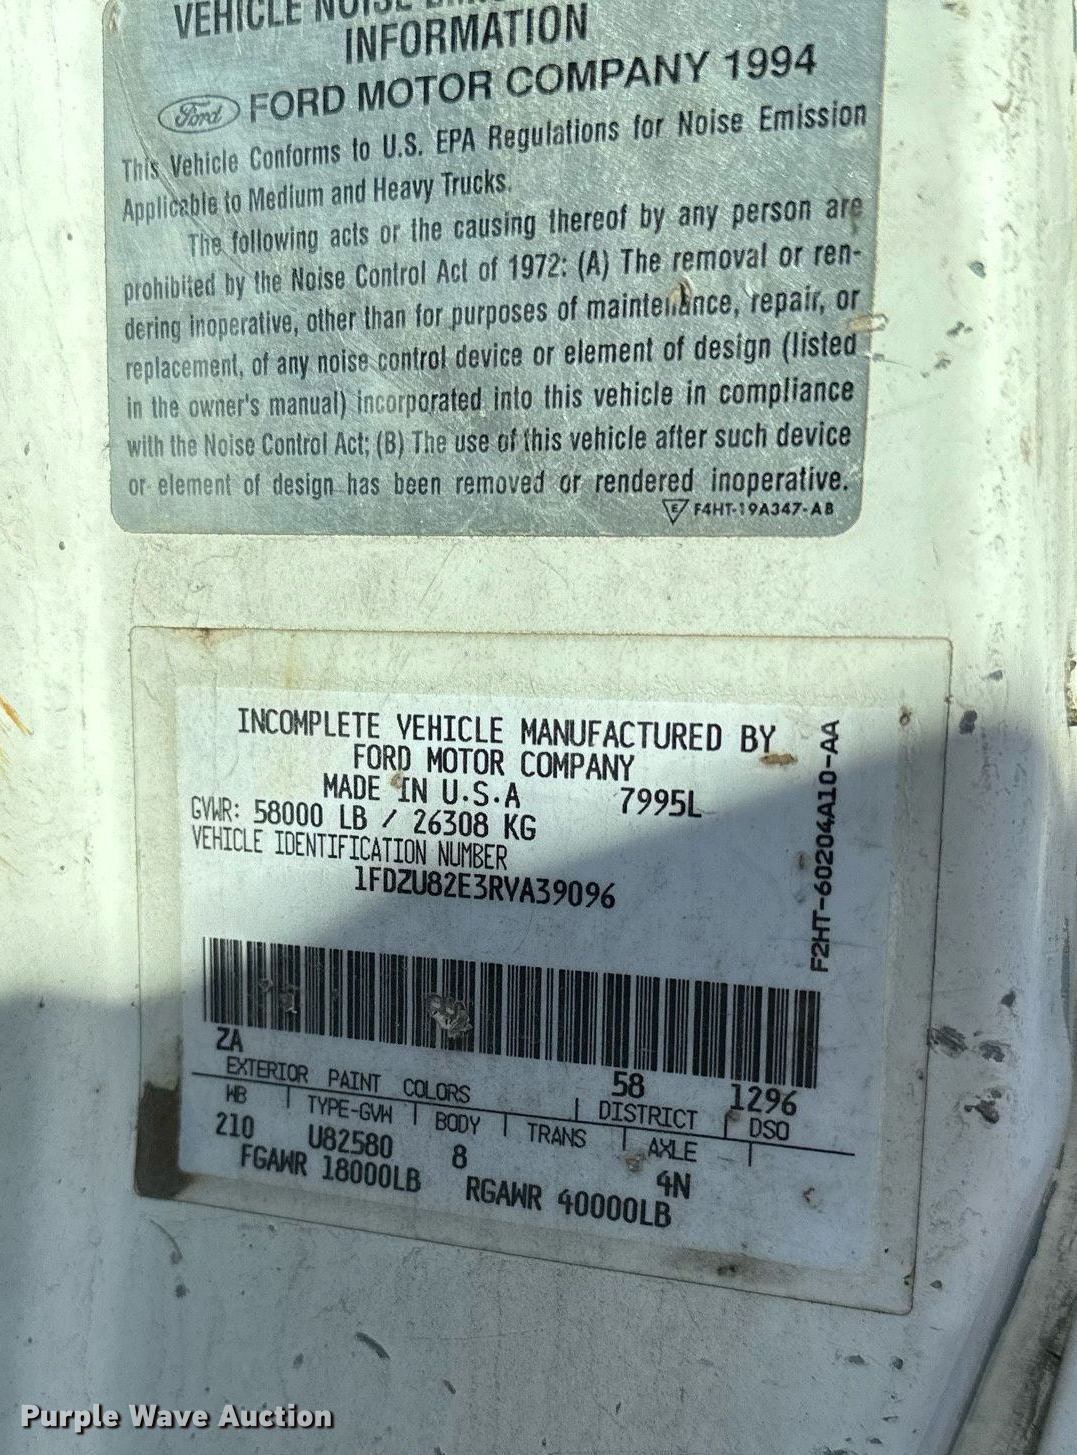 VEHICLE NOISE
INFORMATION
Ford FORD MOTOR COMPANY 1994
This Vehicle Conforms to U.S. EPA Regulations for Noise Emission
Applicable to Medium and Heavy Trucks.
The following acts or the causing thereof by any person are
prohibited by the Noise Control Act of 1972: (A) The removal or ren-
dering inoperative, other than for purposes of maintenance, repair, or
replacement, of any noise control device or element of design (listed
in the owner's manual) incorporated into this vehicle in compliance
with the Noise Control Act; (B) The use of this vehicle after such device
or element of design has been removed or rendered inoperative.
E F4HT-19A347-AB
INCOMPLETE VEHICLE MANUFACTURED BY
FORD MOTOR COMPANY
MADE IN U.S.A 7995L
GVWR: 58000 LB / 26308 KG
VEHICLE IDENTIFICATION NUMBER
1FDZU82E3RVA39096
F2HT-60204A10-AA
ZA 58 1296
EXTERIOR PAINT COLORS DISTRICT DSO
WB TYPE-GVW BODY TRANS AXLE
210 U82580 8 4N
FGAWR 18000LB RGAWR 40000LB
Purple Wave Auction